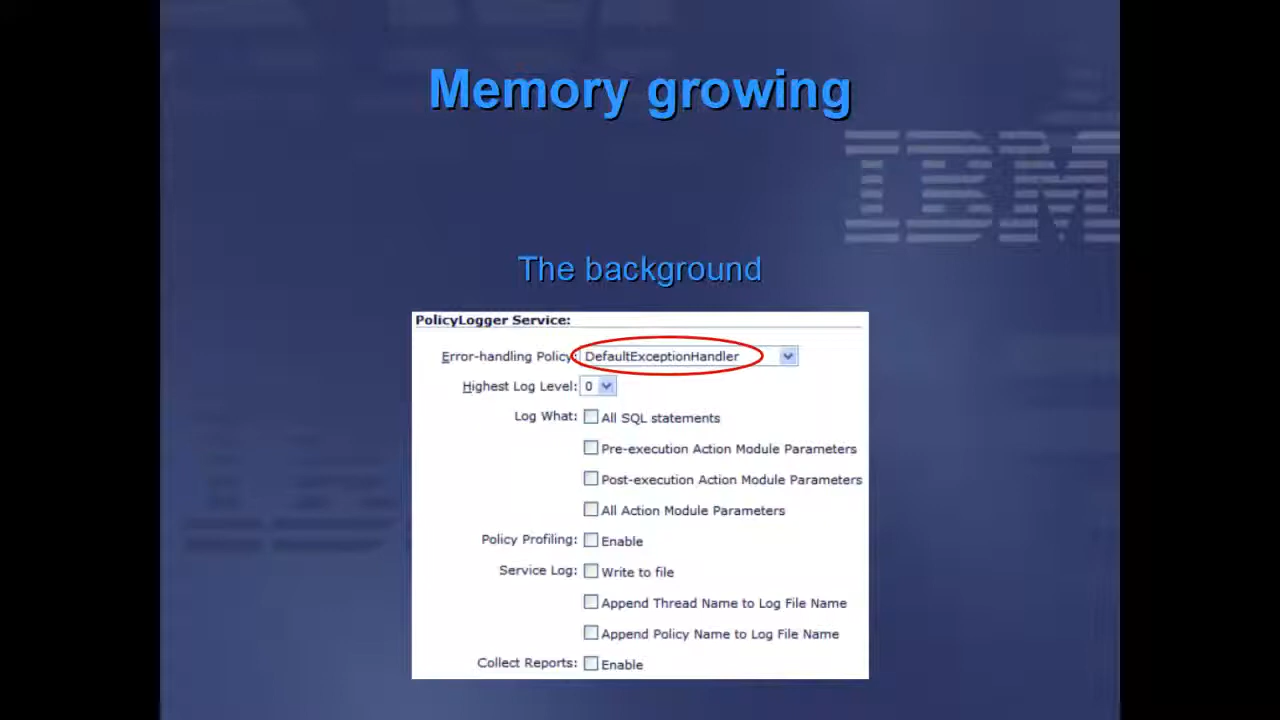 Memory growing
IBM
The background
PolicyLogger Service:
Error-handling Policy: DefaultExceptionHandler
Highest Log Level: 0
Log What: All SQL statements
Pre-execution Action Module Parameters
Post-execution Action Module Parameters
All Action Module Parameters
Policy Profiling: Enable
Service Log: Write to file
Append Thread Name to Log File Name
Append Policy Name to Log File Name
Collect Reports: Enable